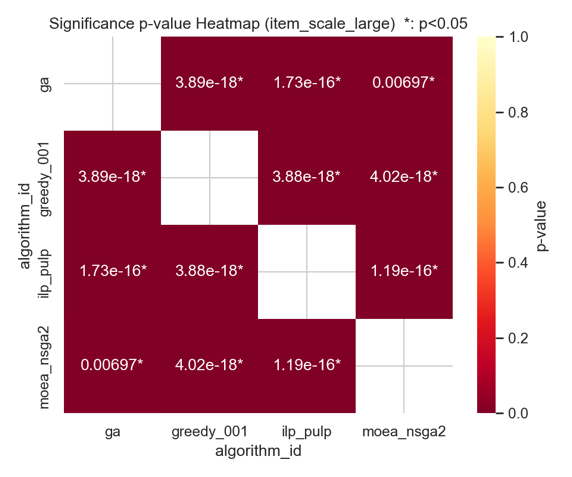 Significance p-value Heatmap (item_scale_large)  *: p<0.05
algorithm_id
ga
3.89e-18*
1.73e-16*
0.00697*
greedy_001
3.89e-18*
3.88e-18*
4.02e-18*
ilp_pulp
1.73e-16*
3.88e-18*
1.19e-16*
moea_nsga2
0.00697*
4.02e-18*
1.19e-16*
ga
greedy_001
ilp_pulp
moea_nsga2
algorithm_id
1.0
0.8
0.6
0.4
0.2
0.0
p-value